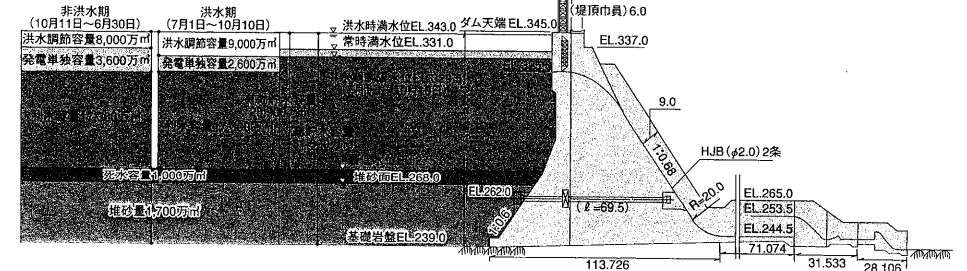 非洪水期
(10月11日～6月30日)
洪水期
(7月1日～10月10日)
洪水調節容量8,000万㎥
洪水調節容量9,000万㎥
発電単独容量3,600万㎥
発電単独容量2,600万㎥
洪水時満水位EL.343.0
常時満水位EL.331.0
ダム天端 EL.345.0
(堤頂巾員) 6.0
EL.337.0
9.0
1:0.68
HJB (φ2.0) 2条
R=20.0
死水容量1,000万㎥
堆砂面EL.268.0
堆砂量1,700万㎥
EL.262.0
(ℓ=69.5)
1:0.6
基礎岩盤EL.239.0
EL.265.0
EL.253.5
EL.244.5
113.726
71.074
31.533
28.106